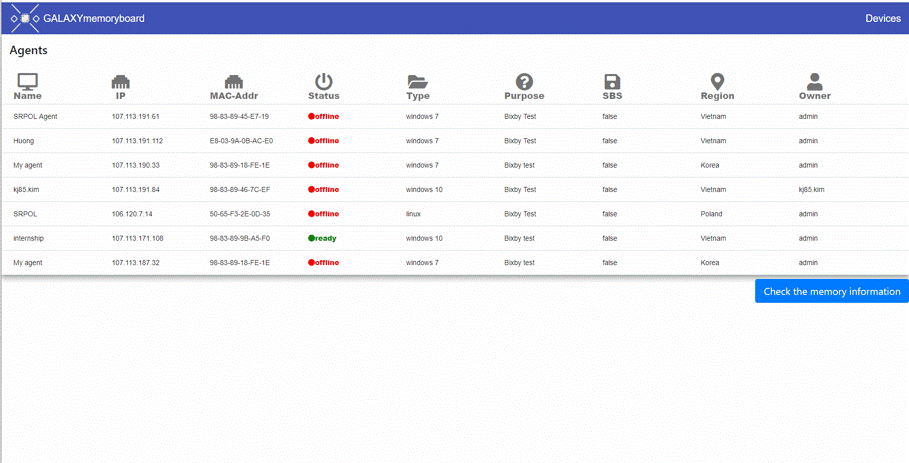 GALAXYmemoryboard Devices
Agents
Name IP MAC-Addr Status Type Purpose SBS Region Owner
SRPOL Agent 107.113.191.61 98-83-89-45-E7-19 offline windows 7 Bixby Test false Vietnam admin
Huong 107.113.191.112 E8-03-9A-0B-AC-E0 offline windows 7 Bixby Test false Vietnam admin
My agent 107.113.190.33 98-83-89-18-FE-1E offline windows 7 Bixby test false Korea admin
kj85.kim 107.113.191.84 98-83-89-46-7C-EF offline windows 10 Bixby Test false Vietnam kj85.kim
SRPOL 106.120.7.14 50-65-F3-2E-0D-35 offline linux Bixby Test false Poland admin
internship 107.113.171.108 98-83-89-9B-A5-F0 ready windows 10 Bixby test false Vietnam admin
My agent 107.113.187.32 98-83-89-18-FE-1E offline windows 7 Bixby test false Korea admin
Check the memory information